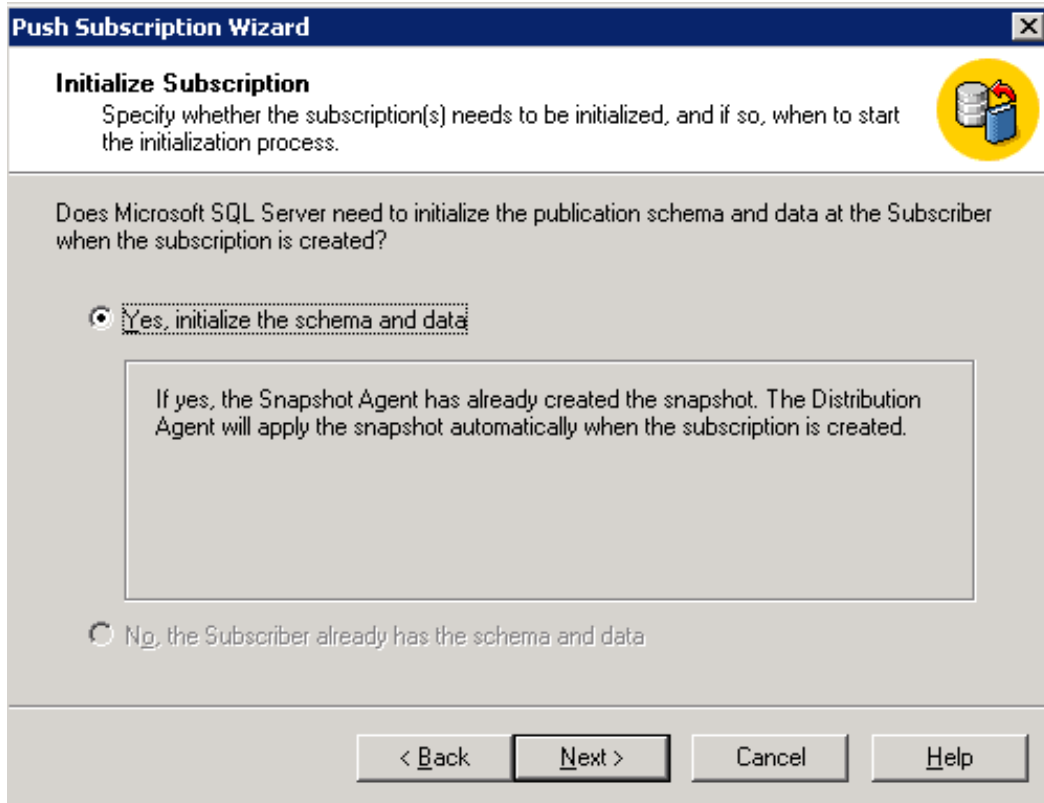 Push Subscription Wizard
Initialize Subscription
Specify whether the subscription(s) needs to be initialized, and if so, when to start
the initialization process.
Does Microsoft SQL Server need to initialize the publication schema and data at the Subscriber
when the subscription is created?
Yes, initialize the schema and data
If yes, the Snapshot Agent has already created the snapshot. The Distribution
Agent will apply the snapshot automatically when the subscription is created.
No, the Subscriber already has the schema and data
< Back Next > Cancel Help